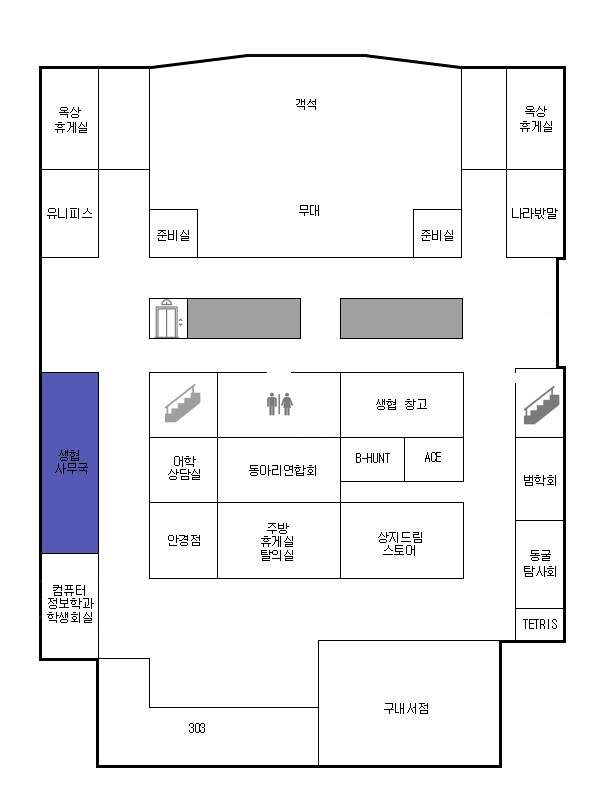 객석
옥상
휴게실
옥상
휴게실
유니피스
무대
나라밖말
준비실
준비실
생협 창고
생협
사무국
어학
상담실
동아리연합회
B-HUNT
ACE
범학회
안경점
주방
휴게실
탈의실
상지드림
스토어
동굴
탐사회
컴퓨터
정보학과
학생회실
TETRIS
구내서점
303